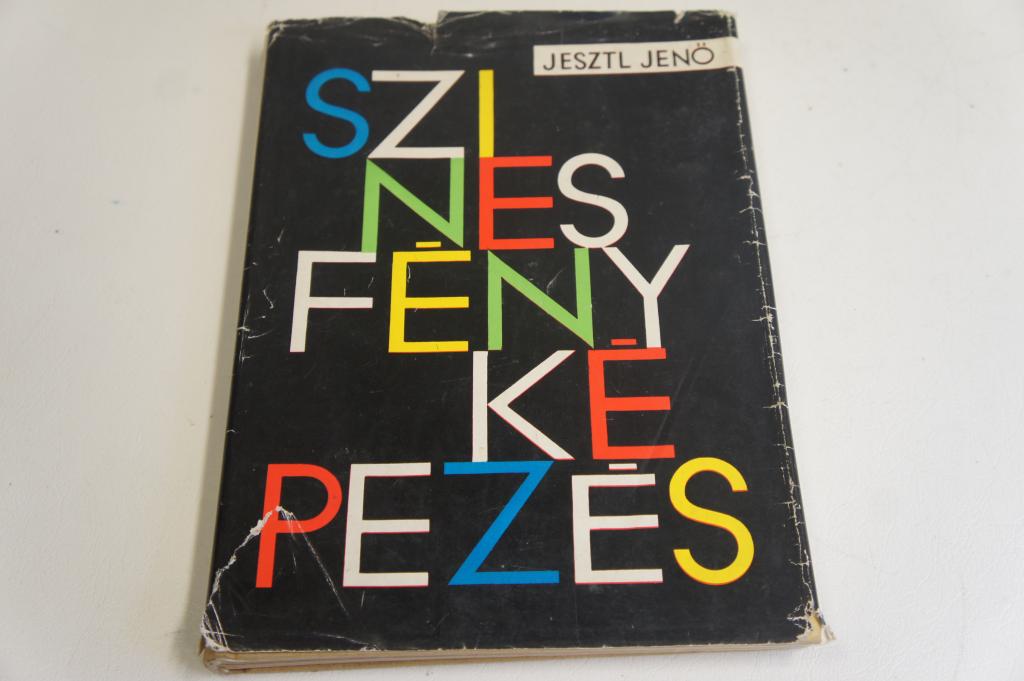 JESZTL JENŐ
SZI
NES
FÉNY
KÉ
PEZÉS